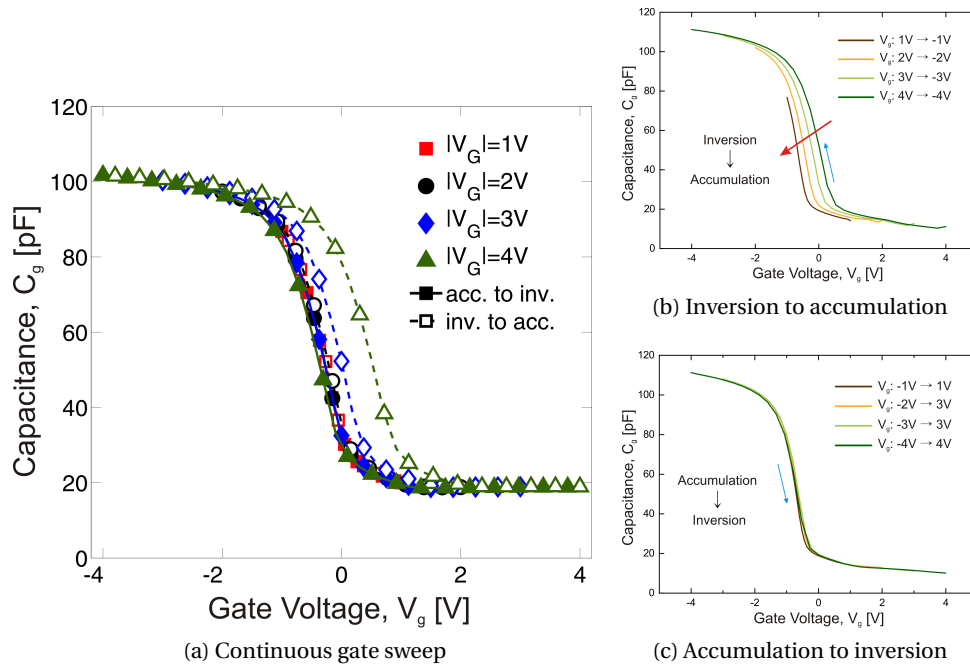 120
100
80
60
40
20
0
-4
-2
0
2
4
Capacitance, C_g [pF]
Gate Voltage, V_g [V]
|V_G|=1V
|V_G|=2V
|V_G|=3V
|V_G|=4V
acc. to inv.
inv. to acc.
(a) Continuous gate sweep
120
100
80
60
40
20
0
-4
-2
0
2
4
Capacitance, C_g [pF]
Gate Voltage, V_g [V]
V_g: 1V → -1V
V_g: 2V → -2V
V_g: 3V → -3V
V_g: 4V → -4V
Inversion
↓
Accumulation
(b) Inversion to accumulation
120
100
80
60
40
20
0
-4
-2
0
2
4
Capacitance, C_g [pF]
Gate Voltage, V_g [V]
V_g: -1V → 1V
V_g: -2V → 3V
V_g: -3V → 3V
V_g: -4V → 4V
Accumulation
↓
Inversion
(c) Accumulation to inversion